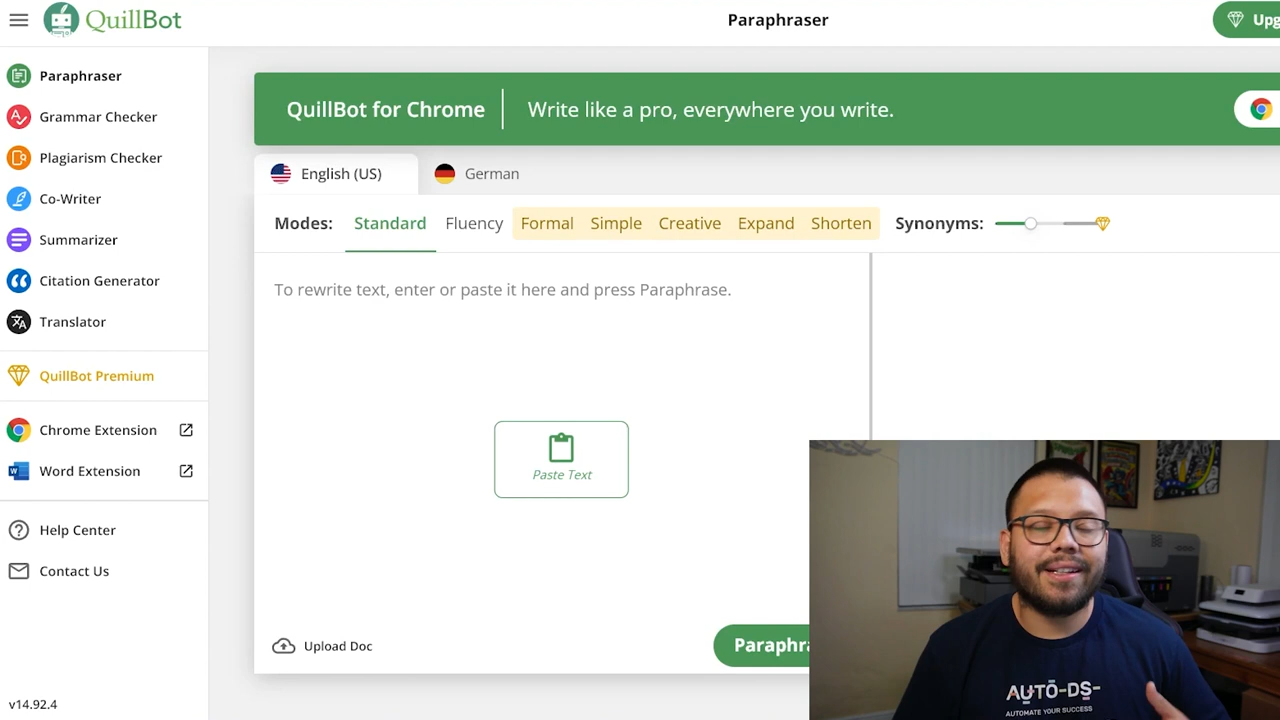 QuillBot
Paraphraser
Upg
Paraphraser
Grammar Checker
Plagiarism Checker
Co-Writer
Summarizer
Citation Generator
Translator
QuillBot Premium
Chrome Extension
Word Extension
Help Center
Contact Us
v14.92.4
QuillBot for Chrome
Write like a pro, everywhere you write.
English (US)
German
Modes: Standard Fluency Formal Simple Creative Expand Shorten Synonyms:
To rewrite text, enter or paste it here and press Paraphrase.
Paste Text
Upload Doc
Paraphra
AUTO-DS-
AUTOMATE YOUR SUCCESS